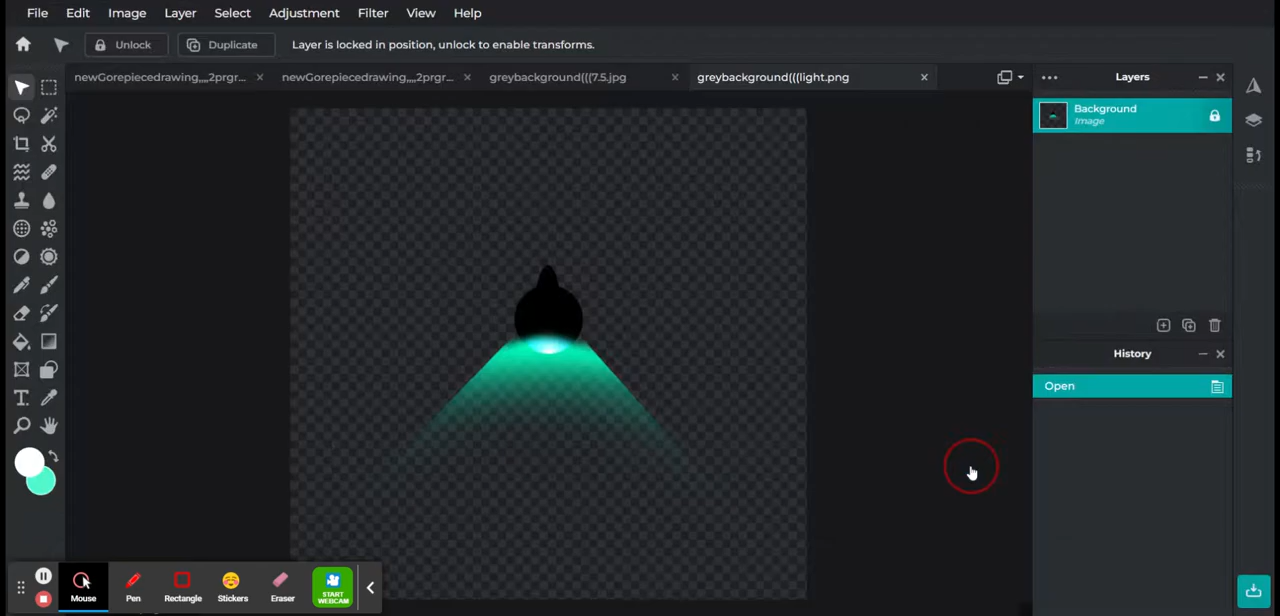 File Edit Image Layer Select Adjustment Filter View Help
Unlock Duplicate Layer is locked in position, unlock to enable transforms.
newGorepiecedrawing,,,,2prgr... newGorepiecedrawing,,,,2prgr... greybackground(((7.5.jpg greybackground(((light.png
Layers
Background
Image
History
Open
Mouse Pen Rectangle Stickers Eraser START
WEBCAM